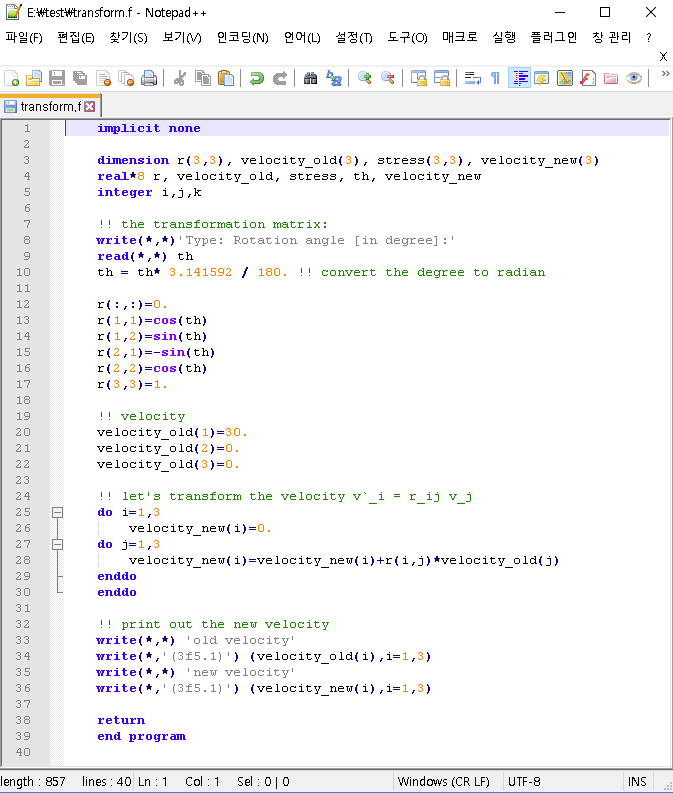 E:₩test₩transform.f - Notepad++
파일(F) 편집(E) 찾기(S) 보기(V) 인코딩(N) 언어(L) 설정(T) 도구(O) 매크로 실행 플러그인 창 관리 ?
X
transform.f
1 implicit none
2
3 dimension r(3,3), velocity_old(3), stress(3,3), velocity_new(3)
4 real*8 r, velocity_old, stress, th, velocity_new
5 integer i,j,k
6
7 !! the transformation matrix:
8 write(*,*)'Type: Rotation angle [in degree]:'
9 read(*,*) th
10 th = th* 3.141592 / 180. !! convert the degree to radian
11
12 r(:,:)=0.
13 r(1,1)=cos(th)
14 r(1,2)=sin(th)
15 r(2,1)=-sin(th)
16 r(2,2)=cos(th)
17 r(3,3)=1.
18
19 !! velocity
20 velocity_old(1)=30.
21 velocity_old(2)=0.
22 velocity_old(3)=0.
23
24 !! let's transform the velocity v`_i = r_ij v_j
25 do i=1,3
26 velocity_new(i)=0.
27 do j=1,3
28 velocity_new(i)=velocity_new(i)+r(i,j)*velocity_old(j)
29 enddo
30 enddo
31
32 !! print out the new velocity
33 write(*,*) 'old velocity'
34 write(*,'(3f5.1)') (velocity_old(i),i=1,3)
35 write(*,*) 'new velocity'
36 write(*,'(3f5.1)') (velocity_new(i),i=1,3)
37
38 return
39 end program
40
length : 857 lines : 40 Ln : 1 Col : 1 Sel : 0 | 0 Windows (CR LF) UTF-8 INS